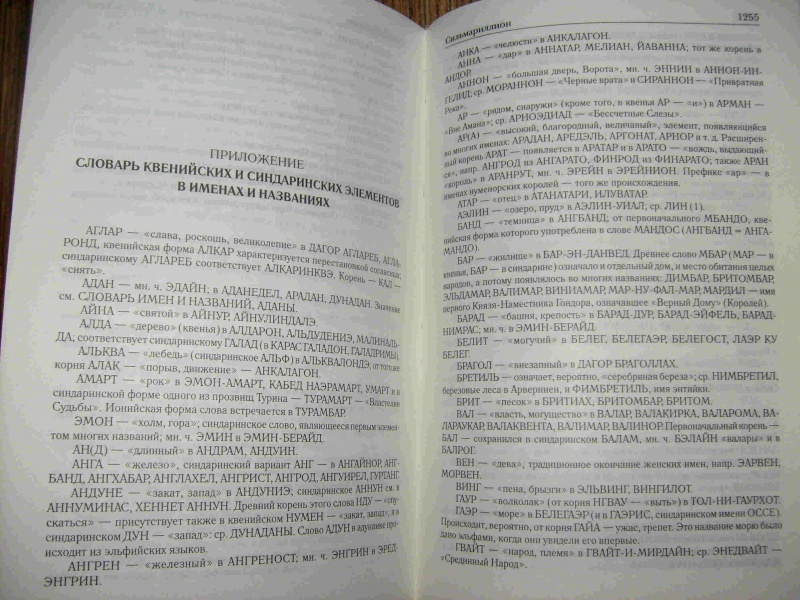 ПРИЛОЖЕНИЕ
СЛОВАРЬ КВЕНИЙСКИХ И СИНДАРИНСКИХ ЭЛЕМЕНТОВ
В ИМЕНАХ И НАЗВАНИЯХ
АГЛАР — «слава, роскошь, великолепие» в ДАГОР АГЛАРЕБ, АГЛА-
РОНД, квенийская форма АЛКАР характеризуется перестановкой согласных;
синдаринскому АГЛАРЕБ соответствует АЛКАРИНКВЭ. Корень — КАЛ —
«сиять».
АДАН — мн. ч. ЭДАЙН; в АДАНЕДЕЛ, АРАДАН, ДУНАДАН. Значение
см. СЛОВАРЬ ИМЕН И НАЗВАНИЙ, АДАНЫ.
АЙНА — «святой» в АЙНУР, АЙНУЛИНДАЛЭ.
АЛДА — «дерево» (квенья) в АЛДАРОН, АЛЬДУДЕНИЭ, МАЛИНАЛЬ-
ДА, соответствует синдаринскому ГАЛАД (в КАРАС ГАЛАДОН, ГАЛАДРИМЫ).
АЛЬКВА — «лебедь» (синдаринское АЛЬФ) в АЛЬКВАЛОНДЭ, от того же
корня АЛАК — «порыв, движение» — АНКАЛАГОН.
АМАРТ — «рок» в ЭМОН-АМАРТ, КАБЕД НАЭРАМАРТ, УМАРТ и в
синдаринской форме одного из прозвищ Турина — ТУРАМАРТ — «Властелин
Судьбы». Ионийская форма слова встречается в ТУРАМБАР.
ЭМОН — «холм, гора»; синдаринское слово, являющееся первым элемен-
том многих названий; мн. ч. ЭМИН в ЭМИН-БЕРАЙД.
АН(Д) — «длинный» в АНДРАМ, АНДУИН.
АНГА — «железо», синдаринский вариант АНГ — в АНГАЙНОР, АНГ-
БАНД, АНГХАБАР, АНГЛАХЕЛ, АНГРИСТ, АНГРОД, АНГУИРЕЛ, ГУРТАНГ.
АНДУНЕ — «закат, запад» в АНДУНИЭ; синдаринское АННУН ср. в
АННУМИНАС, ХЕННЕТ АННУН. Древний корень этого слова НДУ — «опу-
скаться» — присутствует также в квенийском НУМЕН — «закат, запад»; и в
синдаринском ДУН — «запад»; ср. ДУНАДАНЫ. Слово АДУН в адунаике про-
исходит из эльфийских языков.
АНГРЕН — «железный» в АНГРЕНОСТ; мн. ч. ЭНГРИН в ЭРЕД-
ЭНГРИН.
Сильмариллион 1255
АНКА — «челюсти» в АНКАЛАГОН.
АННА — «дар» в АННАТАР, МЕЛИАН, ЙАВАННА; тот же корень в
АНДОР.
АННОН — «большая дверь, Ворота», мн. ч. ЭННИН в АННОН-ИН-
ГЕЛИД; ср. МОРАННОН — «Черные врата» и СИРАННОН — «Привратная
Река».
АР — «рядом, снаружи» (кроме того, в квенья АР — «и») в АРМАН —
«Вне Амана»; ср. АРНОЭДИАД — «Бессчетные Слезы».
АР(А) — «высокий, благородный, величавый», элемент, появляющийся
во многих именах: АРАДАН, АРЕДЭЛЬ, АРГОНАТ, АРНОР и т. д. Расширен-
ный корень АРАТ — появляется в АРАТАР и в АРАТО — «вождь, выдающий-
ся», напр. АНГРОД из АНГАРАТО, ФИНРОД из ФИНАРАТО; также АРАН
«король» в АРАНРУТ, мн. ч. ЭРЕЙН в ЭРЕЙНИОН. Префикс «ар» — в
именах нуменорских королей — того же происхождения.
АТАР — «отец» в АТАНАТАРИ, ИЛУВАТАР.
АЭЛИН — «озеро, пруд» в АЭЛИН-УИАЛ; ср. ЛИН (1).
БАНД — «темница» в АНГБАНД; от первоначального МБАНДО, кве-
нийская форма которого употреблена в слове МАНДОС (АНГБАНД = АНГА-
МАНДО).
БАР — «жилище» в БАР-ЭН-ДАНВЕД. Древнее слово МБАР (МАР — в
квенья, БАР — в синдарине) означало и отдельный дом, и место обитания целых
народов, а потому появлялось во многих названиях: ДИМБАР, БРИТОМБАР,
ЭЛЬДАМАР, ВАЛИМАР, ВИНИАМАР, МАР-НУ-ФАЛ-МАР, МАРДИЛ — имя
первого Князя-Наместника Гондора, означавшее «Верный Дому» (Королей).
БАРАД — «башня, крепость» в БАРАД-ДУР, БАРАД-ЭЙФЕЛЬ, БАРАД-
НИМРАС; мн. ч. в ЭМИН-БЕРАЙД.
БЕЛИТ — «могучий» в БЕЛЕГ, БЕЛЕГАЭР, БЕЛЕГОСТ, ЛАЭР КУ
БЕЛЕГ.
БРАГОЛ — «внезапный» в ДАГОР БРАГОЛЛАХ.
БРЕТИЛЬ — означает, вероятно, «серебряная береза»; ср. НИМБРЕТИЛ,
березовые леса в Арверниен, и ФИМБРЕТИЛЬ, имя энтийки.
БРИТ — «песок» в БРИТИАХ, БРИТОМБАР, БРИТОМ.
ВАЛ — «власть, могущество» в ВАЛАР, ВАЛАКИРКА, ВАЛАРОМА, ВА-
ЛАРАУКАР, ВАЛАКВЕНТА, ВАЛИМАР, ВАЛИНОР. Первоначальный корень —
БАЛ — сохранился в синдаринском БАЛАМ, мн. ч. БЭЛАЙН «валары» и в
БАЛРОГ.
ВЕН — «дева», традиционное окончание женских имен, напр. ЭАРВЕН,
МОРВЕН.
ВИНГ — «пена, брызги» в ЭЛЬВИНГ, ВИНГИЛОТ.
ГАУР — «волколак» (от корня НГВАУ — «выть») в ТОЛ-НИ-ГАУРХОТ.
ГАЭР — «море» в БЕЛЕГАЭР (и в ГАЭРИС, синдаринском имени ОССЕ).
Происходит, вероятно, от корня ГАЙА — ужас, трепет. Это название морю было
дано эльфами, когда они увидели его впервые.
ГВАЙТ — «народ, племя» в ГВАЙТ-И-МИРДАЙН; ср. ЭНЕДВАЙТ —
«Срединный Народ».